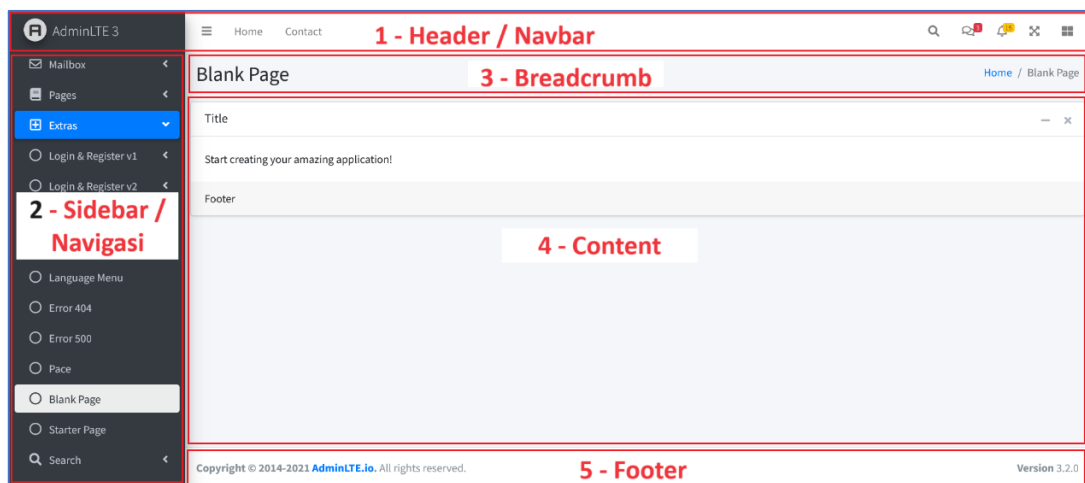 AdminLTE 3
Home Contact
1 - Header / Navbar
3
15
Mailbox
Pages
Extras
Login & Register v1
Login & Register v2
2 - Sidebar /
Navigasi
Language Menu
Error 404
Error 500
Pace
Blank Page
Starter Page
Search
Blank Page
3 - Breadcrumb
Home / Blank Page
Title
Start creating your amazing application!
Footer
4 - Content
Copyright © 2014-2021 AdminLTE.io. All rights reserved.
5 - Footer
Version 3.2.0